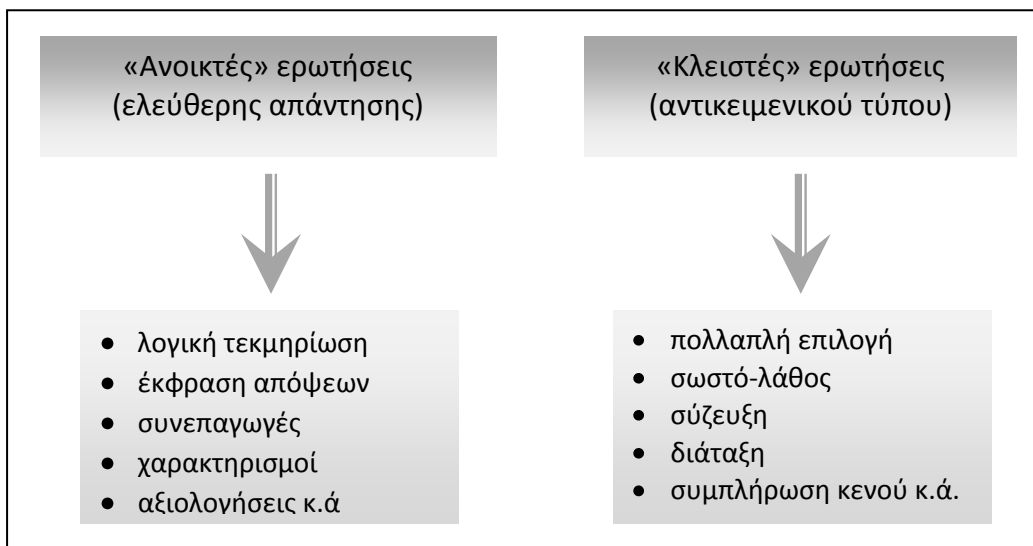 «Ανοικτές» ερωτήσεις
(ελεύθερης απάντησης)
• λογική τεκμηρίωση
• έκφραση απόψεων
• συνεπαγωγές
• χαρακτηρισμοί
• αξιολογήσεις κ.ά
«Κλειστές» ερωτήσεις
(αντικειμενικού τύπου)
• πολλαπλή επιλογή
• σωστό-λάθος
• σύζευξη
• διάταξη
• συμπλήρωση κενού κ.ά.